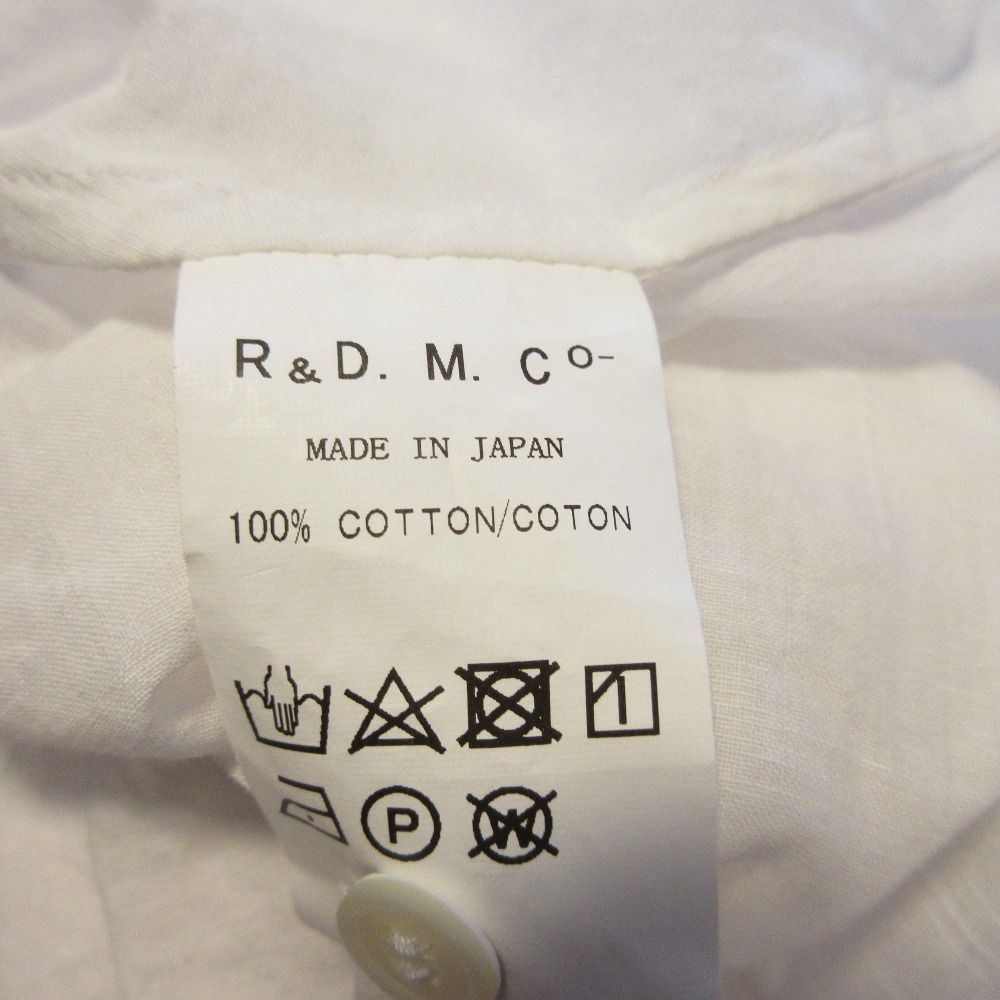 R & D. M. Co-
MADE IN JAPAN
100% COTTON/COTON
P W